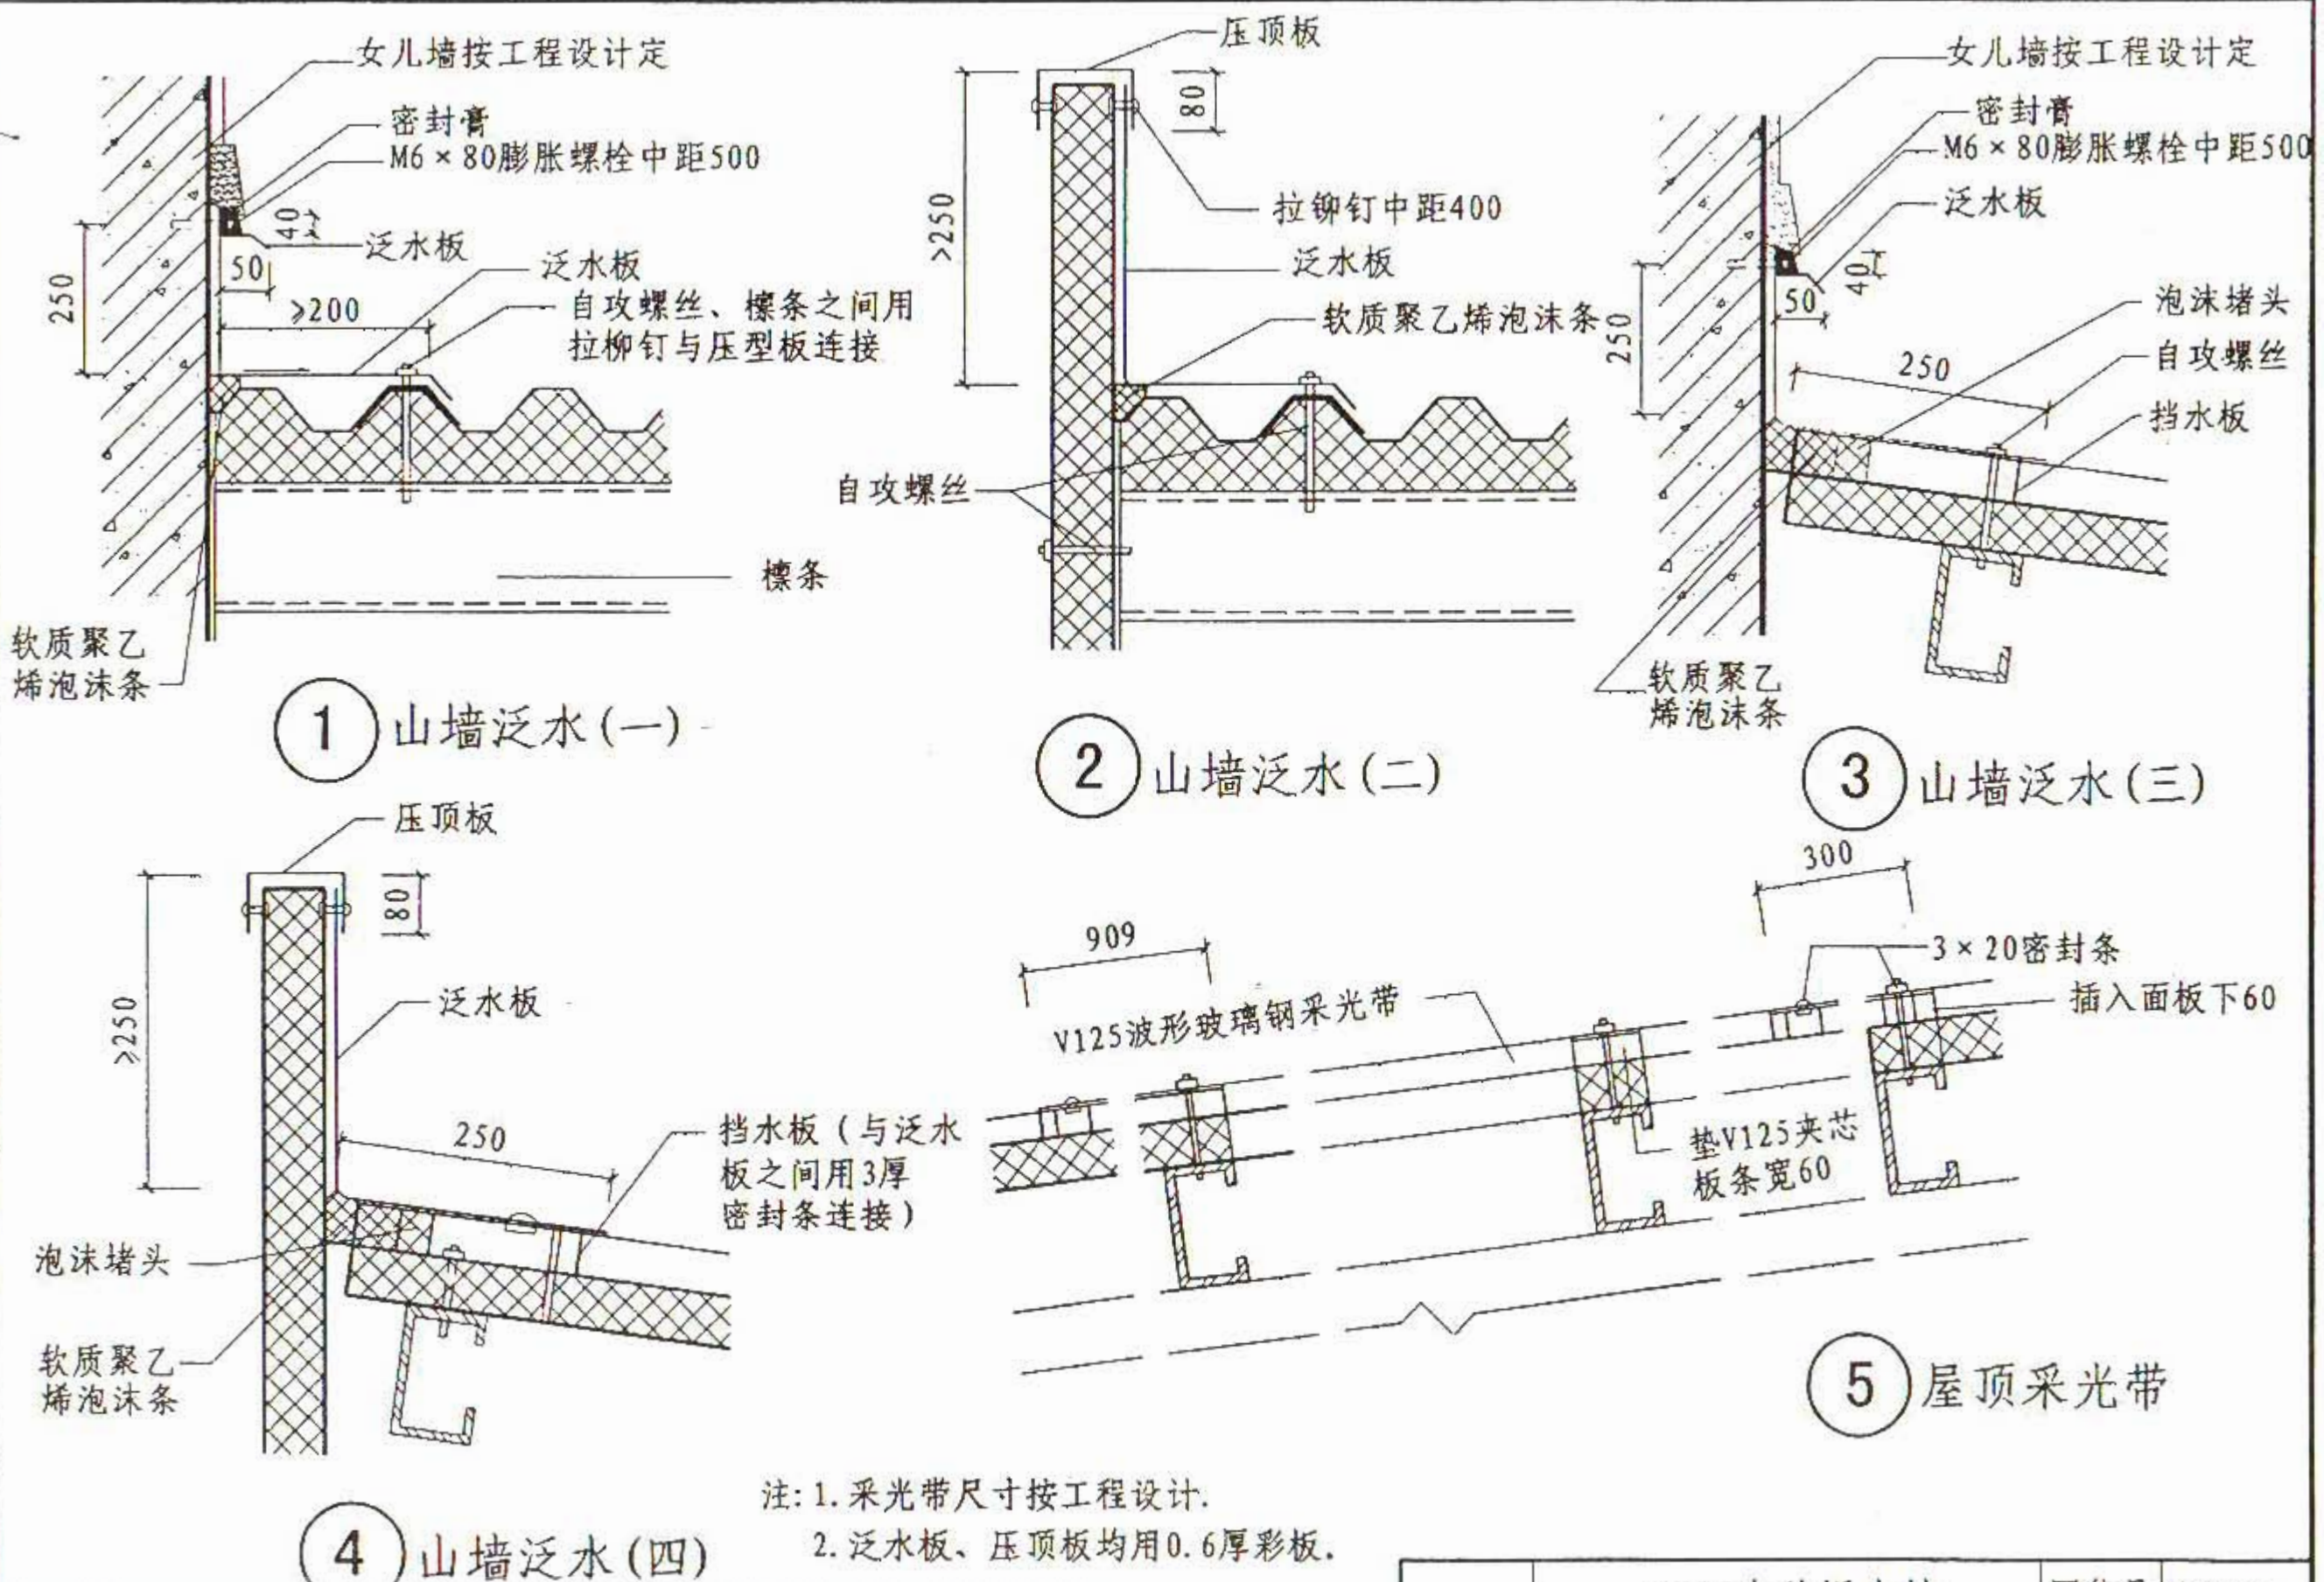 女儿墙按工程设计定
密封膏
M6×80膨胀螺栓中距500
40
泛水板
50
250
泛水板
≥200
自攻螺丝、檩条之间用
拉柳钉与压型板连接
檩条
软质聚乙
烯泡沫条
1 山墙泛水(一)
压顶板
80
>250
拉铆钉中距400
泛水板
软质聚乙烯泡沫条
自攻螺丝
2 山墙泛水(二)
女儿墙按工程设计定
密封膏
M6×80膨胀螺栓中距500
泛水板
40
50
250
泡沫堵头
自攻螺丝
250
挡水板
软质聚乙
烯泡沫条
3 山墙泛水(三)
压顶板
80
≥250
泛水板
250
挡水板(与泛水
板之间用3厚
密封条连接)
泡沫堵头
软质聚乙
烯泡沫条
4 山墙泛水(四)
300
909
3×20密封条
V125波形玻璃钢采光带
插入面板下60
垫V125夹芯
板条宽60
5 屋顶采光带
注: 1. 采光带尺寸按工程设计.
2. 泛水板、压顶板均用0.6厚彩板.